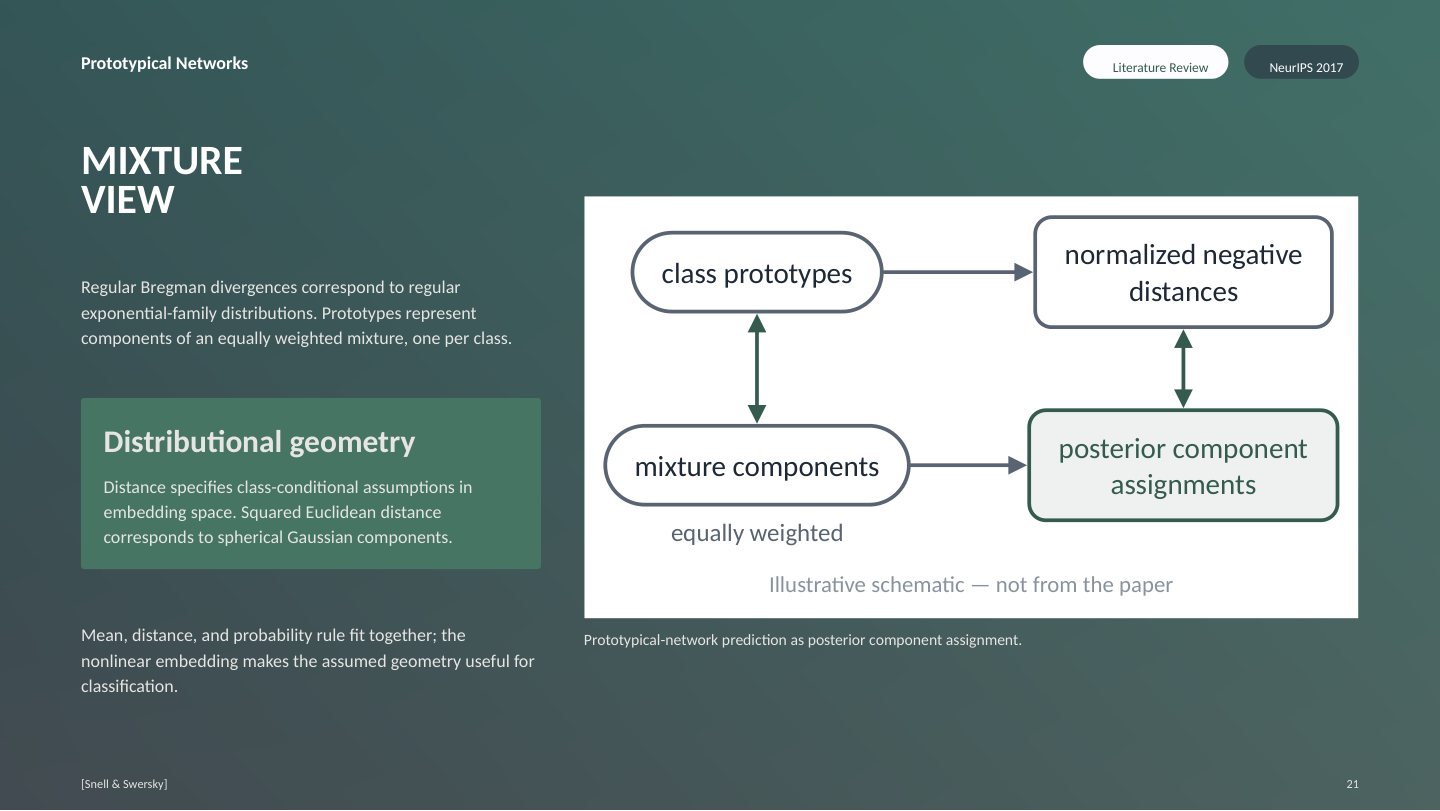 Prototypical Networks
Literature Review
NeurIPS 2017
MIXTURE
VIEW
Regular Bregman divergences correspond to regular
exponential-family distributions. Prototypes represent
components of an equally weighted mixture, one per class.
Distributional geometry
Distance specifies class-conditional assumptions in
embedding space. Squared Euclidean distance
corresponds to spherical Gaussian components.
Mean, distance, and probability rule fit together; the
nonlinear embedding makes the assumed geometry useful for
classification.
class prototypes
normalized negative
distances
mixture components
posterior component
assignments
equally weighted
Illustrative schematic — not from the paper
Prototypical-network prediction as posterior component assignment.
[Snell & Swersky]
21